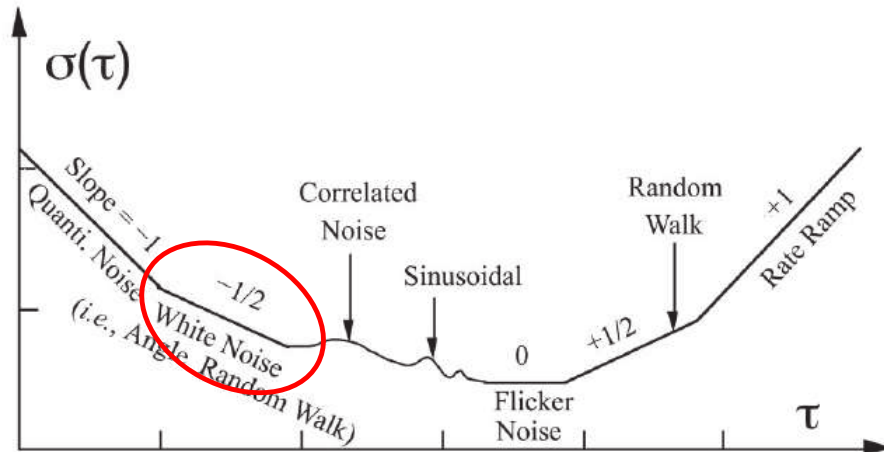 σ(τ)
Slope = −1
Quanti. Noise
−1/2
White Noise
(i.e., Angle Random Walk)
Correlated
Noise
Sinusoidal
0
Flicker
Noise
+1/2
Random
Walk
+1
Rate Ramp
τ